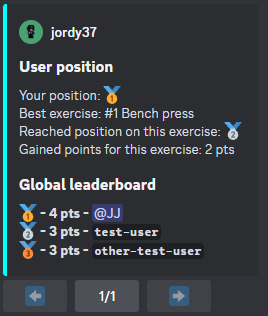 jordy37
User position
Your position: 🥇
Best exercise: #1 Bench press
Reached position on this exercise: 🥈
Gained points for this exercise: 2 pts
Global leaderboard
🥇 - 4 pts - @JJ
🥈 - 3 pts - test-user
🥉 - 3 pts - other-test-user
1/1